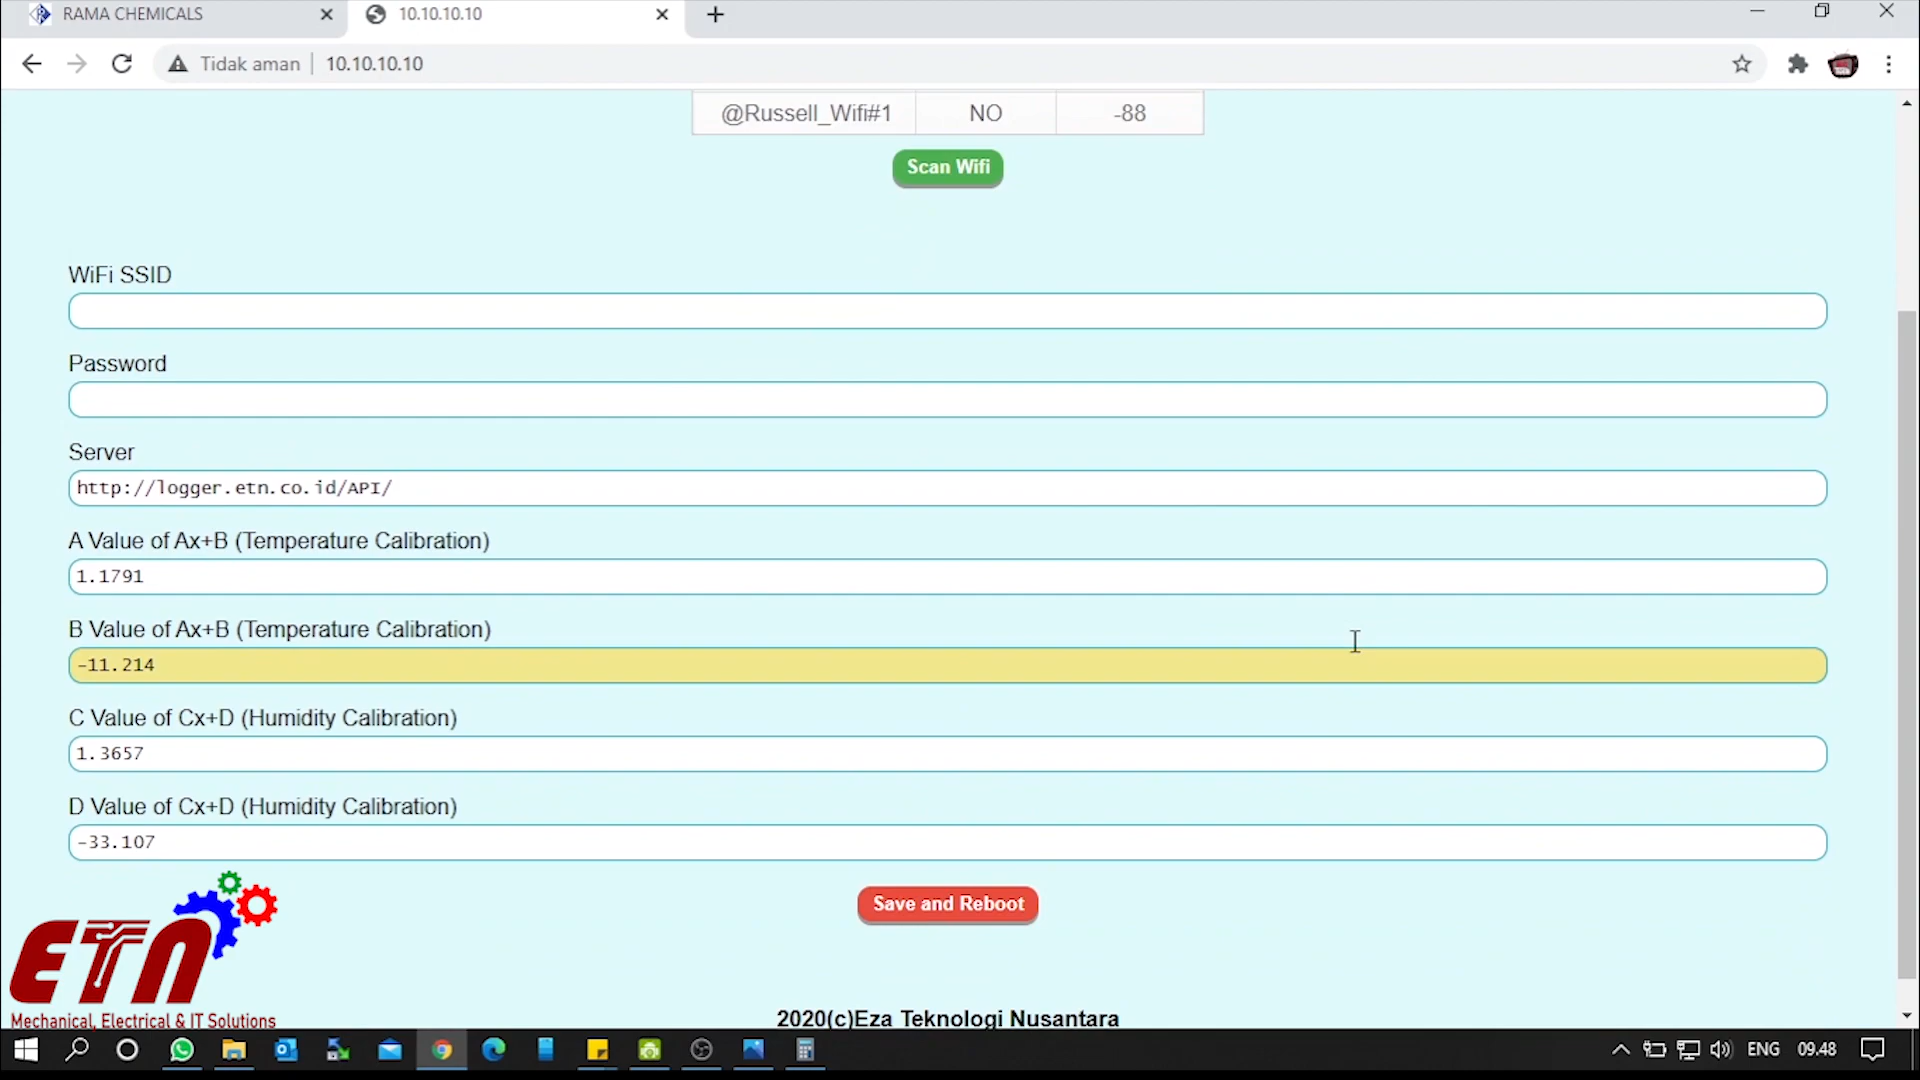 RAMA CHEMICALS
10.10.10.10
Tidak aman
10.10.10.10
@Russell_Wifi#1 NO -88
Scan Wifi
WiFi SSID
Password
Server
http://logger.etn.co.id/API/
A Value of Ax+B (Temperature Calibration)
1.1791
B Value of Ax+B (Temperature Calibration)
-11.214
C Value of Cx+D (Humidity Calibration)
1.3657
D Value of Cx+D (Humidity Calibration)
-33.107
Save and Reboot
ETN
Mechanical, Electrical & IT Solutions
2020(c)Eza Teknologi Nusantara
ENG 09.48